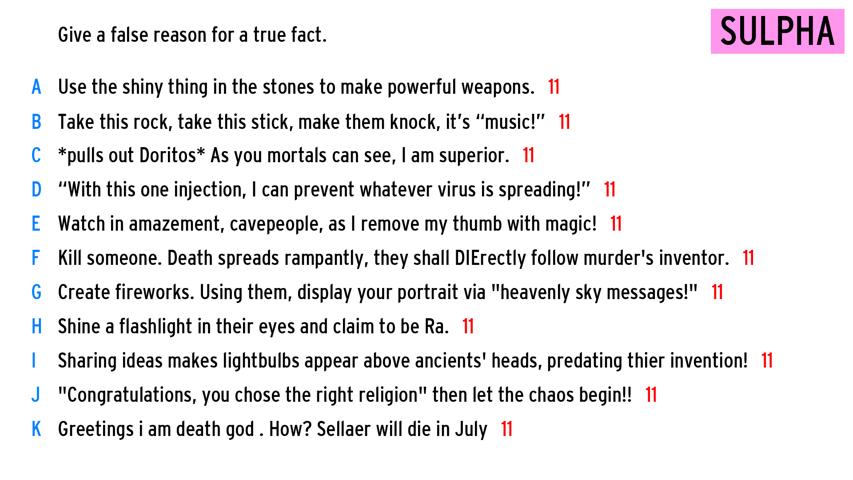 Give a false reason for a true fact.
SULPHA
A Use the shiny thing in the stones to make powerful weapons. 11
B Take this rock, take this stick, make them knock, it’s “music!” 11
C *pulls out Doritos* As you mortals can see, I am superior. 11
D “With this one injection, I can prevent whatever virus is spreading!” 11
E Watch in amazement, cavepeople, as I remove my thumb with magic! 11
F Kill someone. Death spreads rampantly, they shall DIErectly follow murder's inventor. 11
G Create fireworks. Using them, display your portrait via "heavenly sky messages!" 11
H Shine a flashlight in their eyes and claim to be Ra. 11
I Sharing ideas makes lightbulbs appear above ancients' heads, predating thier invention! 11
J "Congratulations, you chose the right religion" then let the chaos begin!! 11
K Greetings i am death god . How? Sellaer will die in July 11